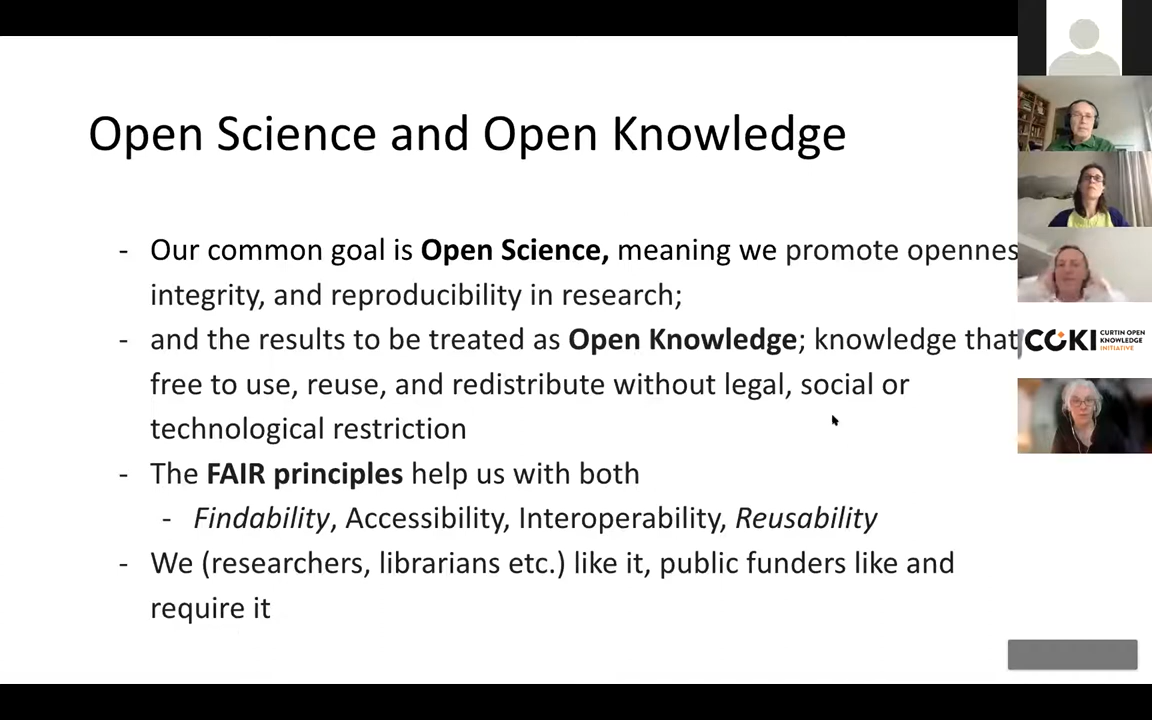 Open Science and Open Knowledge
- Our common goal is Open Science, meaning we promote opennes
integrity, and reproducibility in research;
- and the results to be treated as Open Knowledge; knowledge that
free to use, reuse, and redistribute without legal, social or
technological restriction
- The FAIR principles help us with both
- Findability, Accessibility, Interoperability, Reusability
- We (researchers, librarians etc.) like it, public funders like and
require it
COKI
CURTIN OPEN
KNOWLEDGE
INITIATIVE